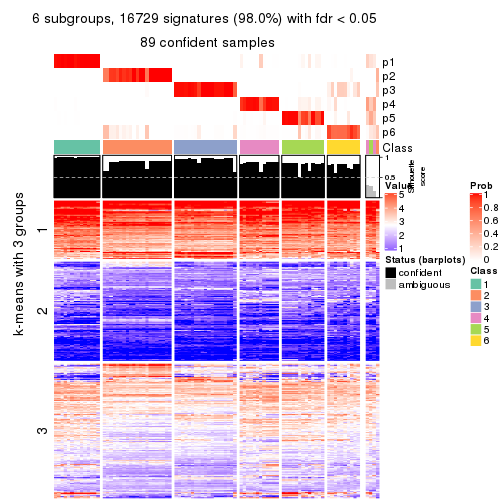 6 subgroups, 16729 signatures (98.0%) with fdr < 0.05
89 confident samples
p1
p2
p3
p4
p5
p6
Class
1
0.5
Silhouette
score
k-means with 3 groups
1
2
3
Value
5
4
3
2
1
Status (barplots)
confident
ambiguous
Prob
1
0.8
0.6
0.4
0.2
0
Class
1
2
3
4
5
6